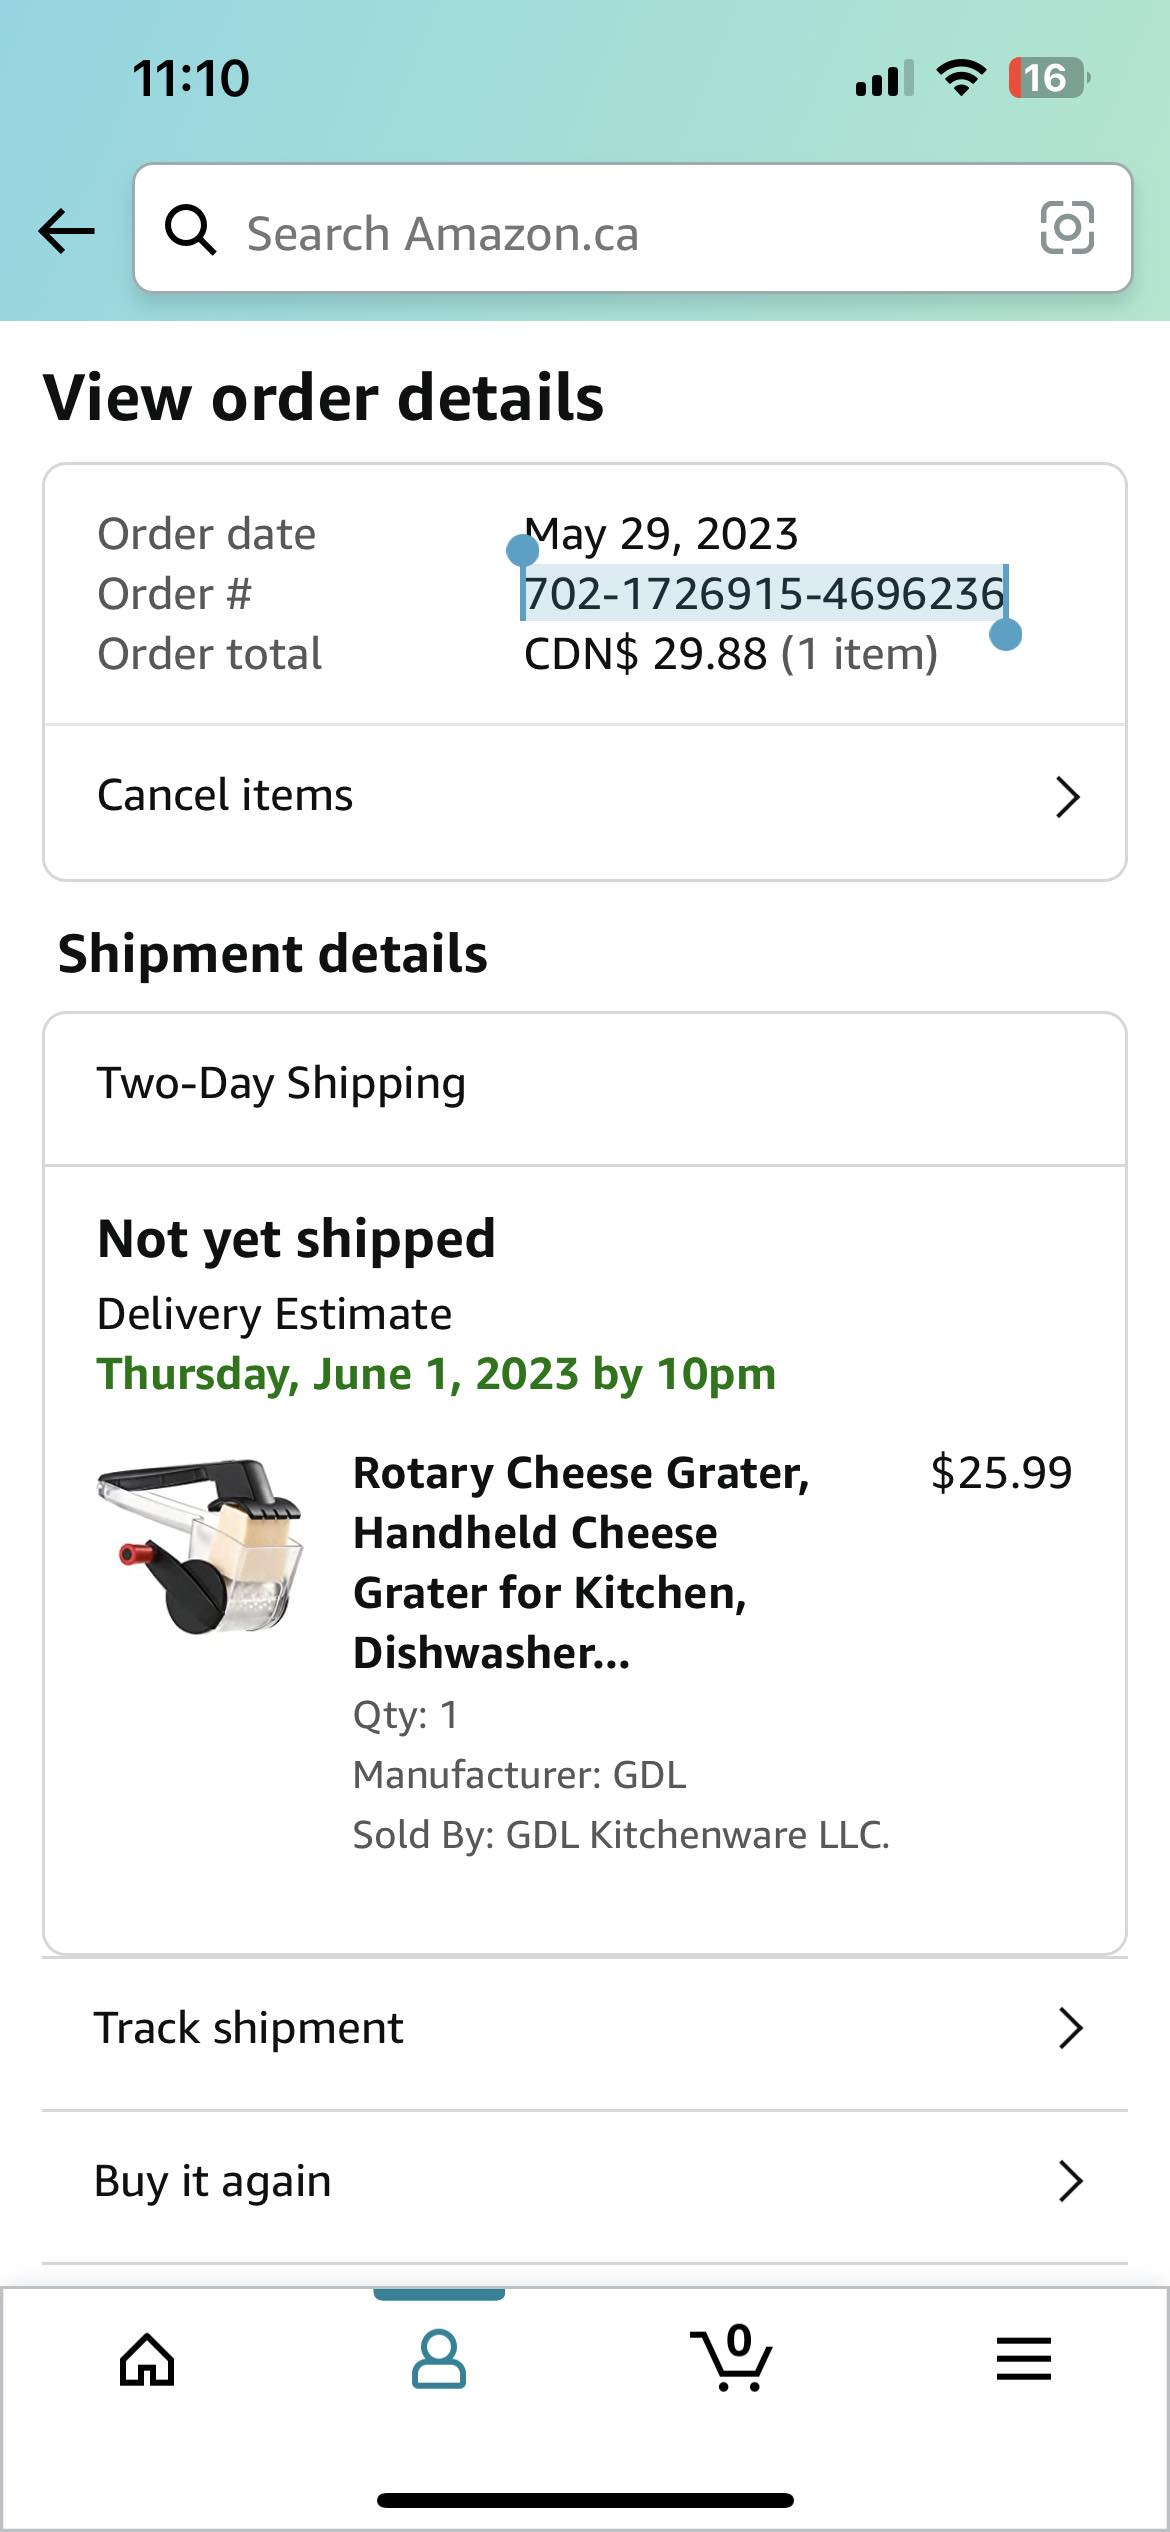 11:10
16
Search Amazon.ca
View order details
Order date May 29, 2023
Order # 702-1726915-4696236
Order total CDN$ 29.88 (1 item)
Cancel items
Shipment details
Two-Day Shipping
Not yet shipped
Delivery Estimate
Thursday, June 1, 2023 by 10pm
Rotary Cheese Grater, $25.99
Handheld Cheese
Grater for Kitchen,
Dishwasher...
Qty: 1
Manufacturer: GDL
Sold By: GDL Kitchenware LLC.
Track shipment
Buy it again
0